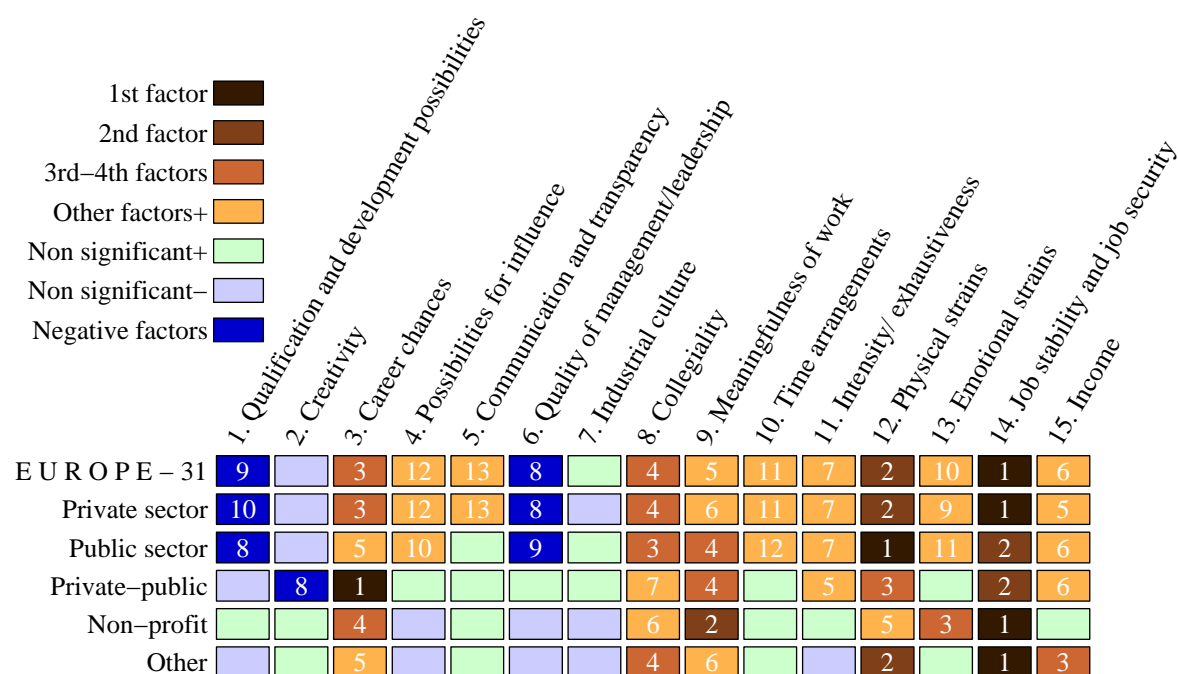 1st factor
2nd factor
3rd−4th factors
Other factors+
Non significant+
Non significant−
Negative factors
1. Qualification and development possibilities
2. Creativity
3. Career chances
4. Possibilities for influence
5. Communication and transparency
6. Quality of management/leadership
7. Industrial culture
8. Collegiality
9. Meaningfulness of work
10. Time arrangements
11. Intensity/ exhaustiveness
12. Physical strains
13. Emotional strains
14. Job stability and job security
15. Income
E U R O P E − 31 9 3 12 13 8 4 5 11 7 2 10 1 6
Private sector 10 3 12 13 8 4 6 11 7 2 9 1 5
Public sector 8 5 10 9 3 4 12 7 1 11 2 6
Private−public 8 1 7 4 5 3 2 6
Non−profit 4 6 2 5 3 1
Other 5 4 6 2 1 3